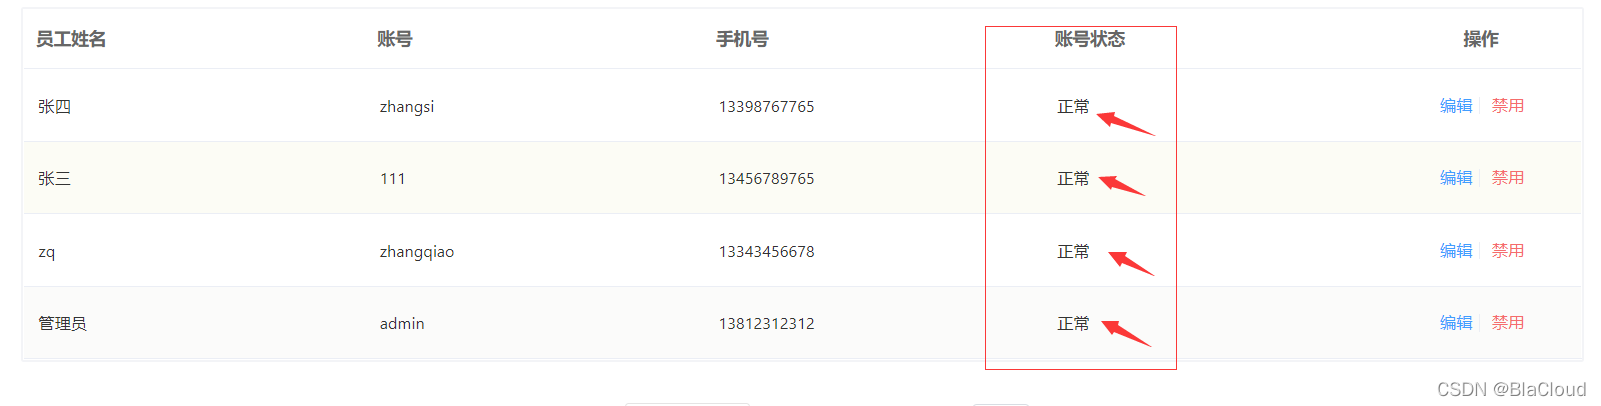 员工姓名 账号 手机号 账号状态 操作
张四 zhangsi 13398767765 正常 编辑 禁用
张三 111 13456789765 正常 编辑 禁用
zq zhangqiao 13343456678 正常 编辑 禁用
管理员 admin 13812312312 正常 编辑 禁用
CSDN @BlaCloud